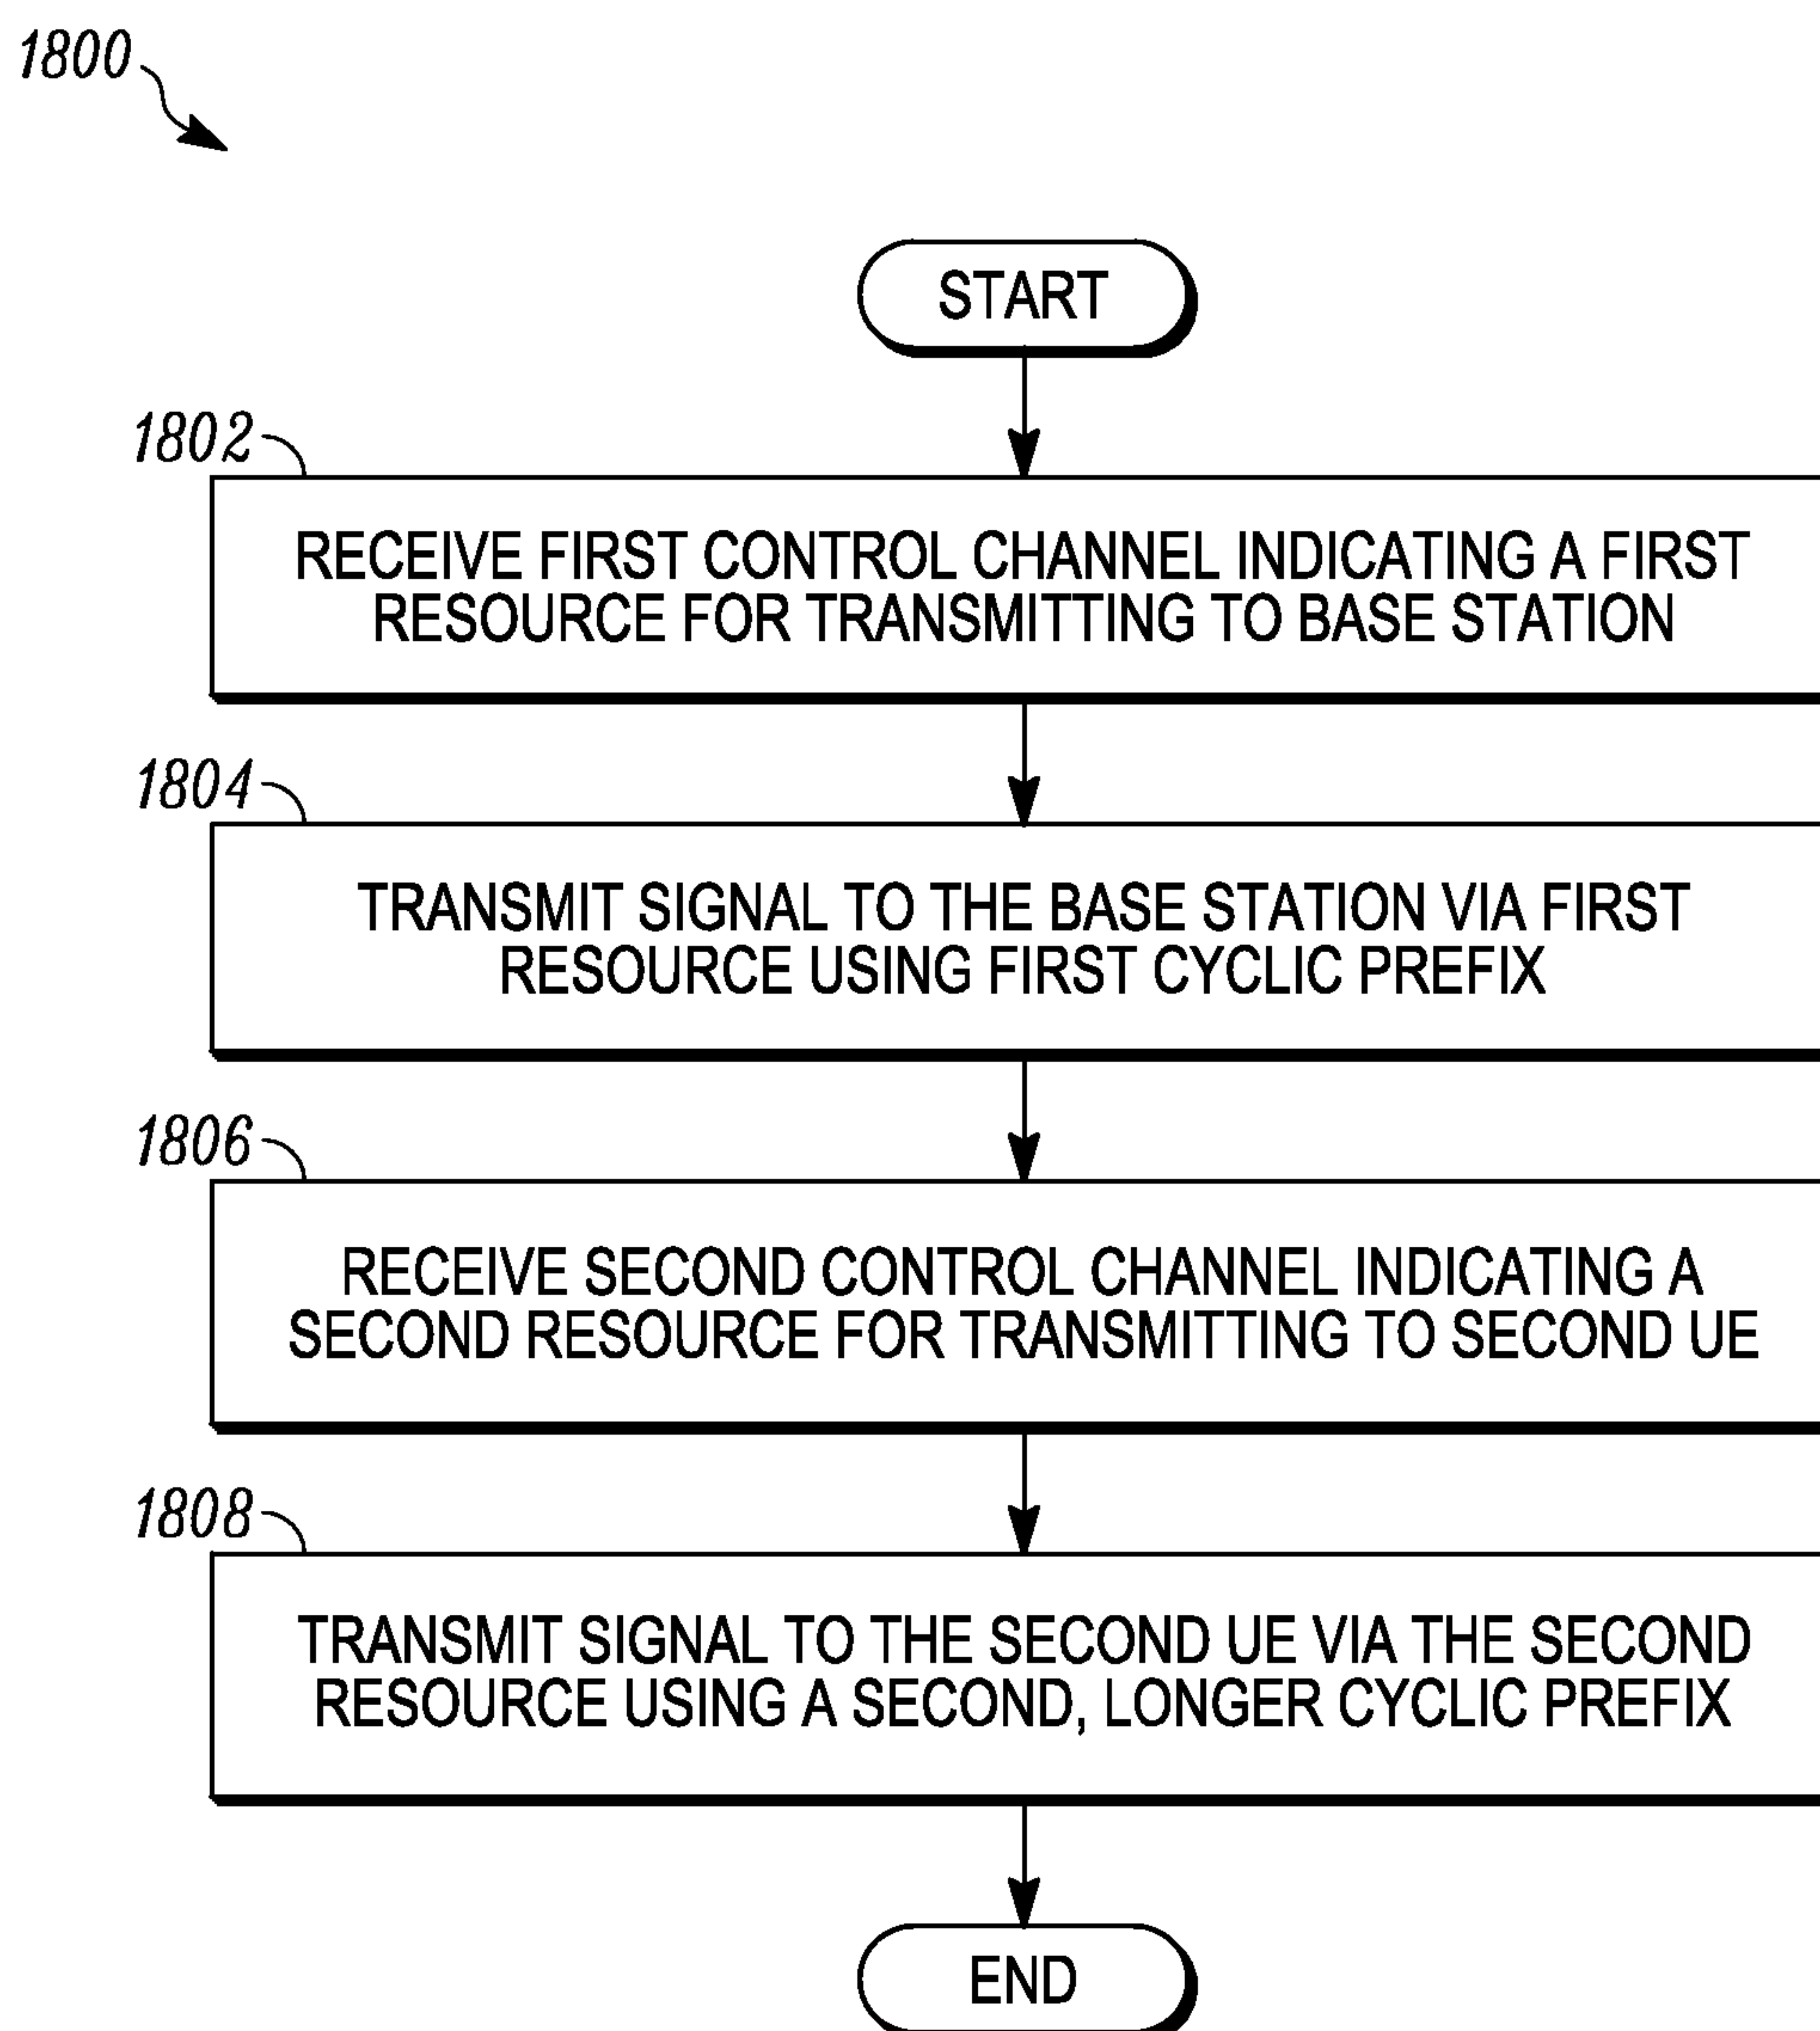 1800
START
1802
RECEIVE FIRST CONTROL CHANNEL INDICATING A FIRST
RESOURCE FOR TRANSMITTING TO BASE STATION
1804
TRANSMIT SIGNAL TO THE BASE STATION VIA FIRST
RESOURCE USING FIRST CYCLIC PREFIX
1806
RECEIVE SECOND CONTROL CHANNEL INDICATING A
SECOND RESOURCE FOR TRANSMITTING TO SECOND UE
1808
TRANSMIT SIGNAL TO THE SECOND UE VIA THE SECOND
RESOURCE USING A SECOND, LONGER CYCLIC PREFIX
END